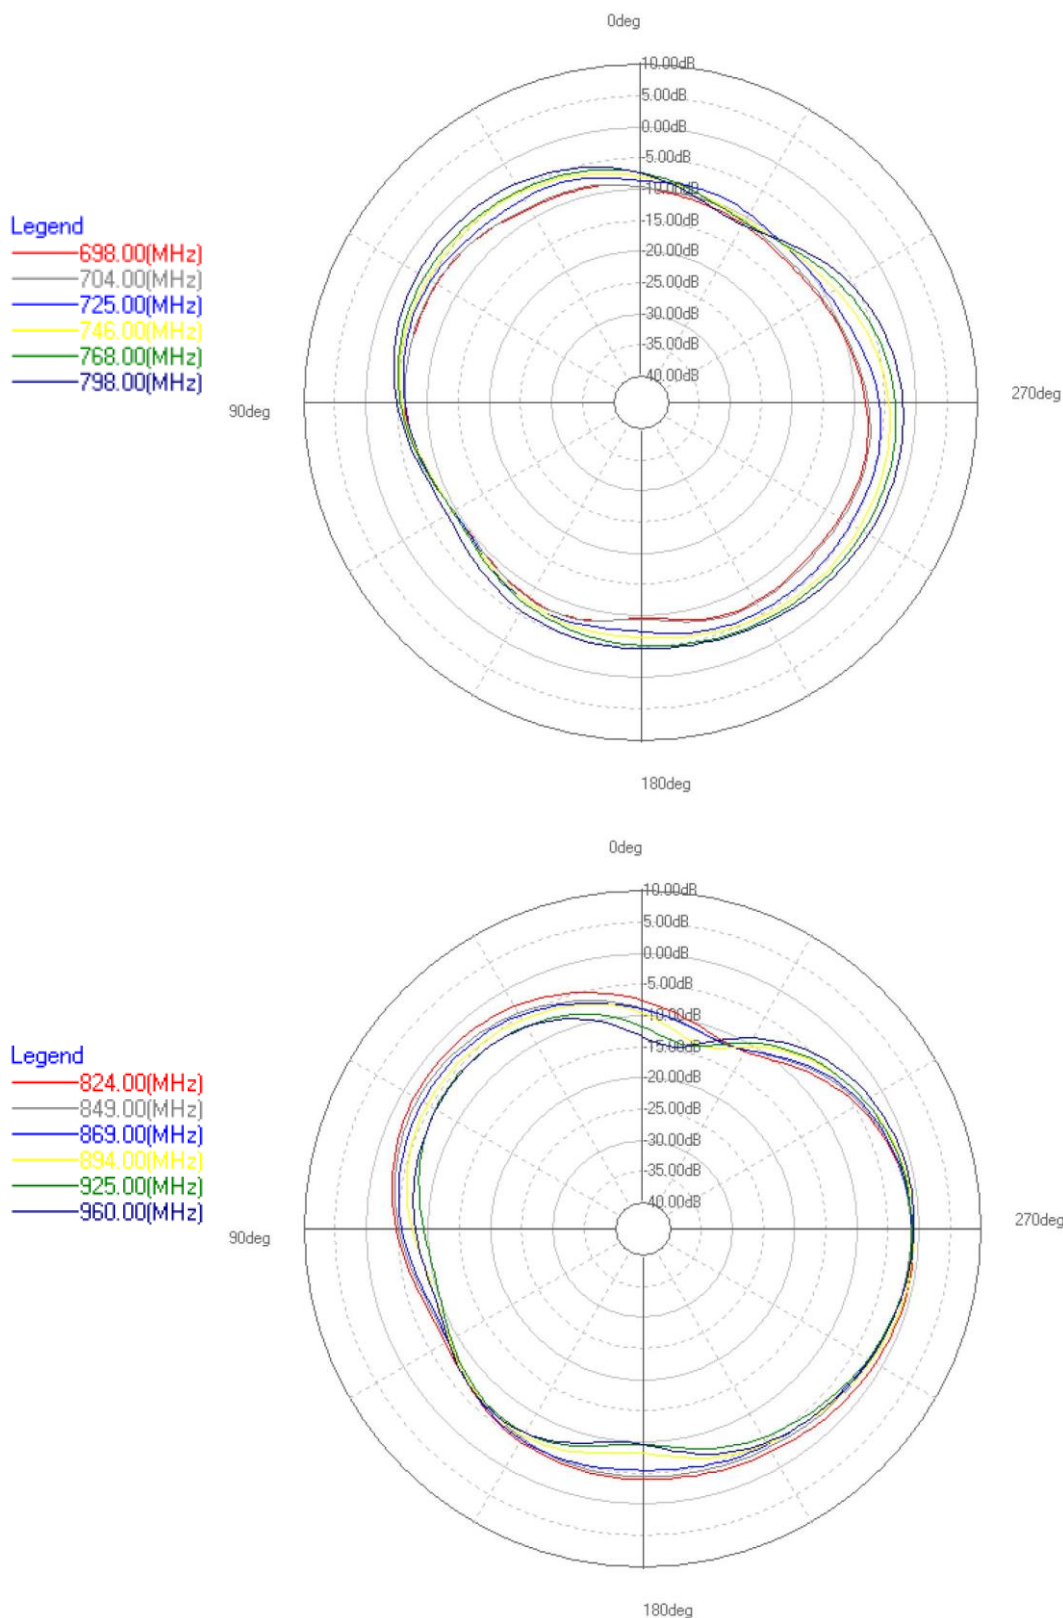 0deg
10.00dB
5.00dB
0.00dB
-5.00dB
-10.00dB
-15.00dB
-20.00dB
-25.00dB
-30.00dB
-35.00dB
-40.00dB
Legend
698.00(MHz)
704.00(MHz)
725.00(MHz)
746.00(MHz)
768.00(MHz)
798.00(MHz)
90deg
270deg
180deg
0deg
10.00dB
5.00dB
0.00dB
-5.00dB
-10.00dB
-15.00dB
-20.00dB
-25.00dB
-30.00dB
-35.00dB
-40.00dB
Legend
824.00(MHz)
849.00(MHz)
869.00(MHz)
894.00(MHz)
925.00(MHz)
960.00(MHz)
90deg
270deg
180deg